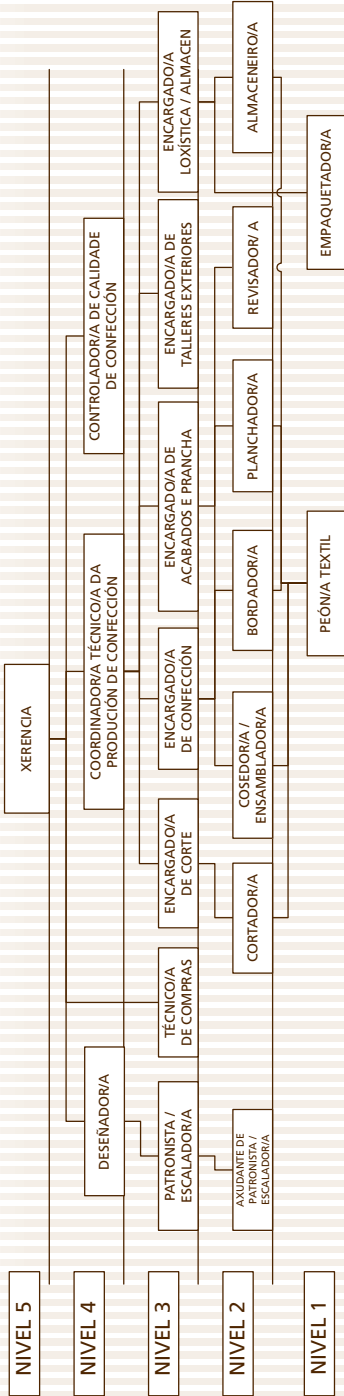 NIVEL 5
XERENCIA
NIVEL 4
DESEÑADOR/A
COORDINADOR/A TÉCNICO/A DA
PRODUCIÓN DE CONFECCIÓN
CONTROLADOR/A DE CALIDADE
DE CONFECCIÓN
NIVEL 3
PATRONISTA /
ESCALADOR/A
TÉCNICO/A
DE COMPRAS
ENCARGADO/A
DE CORTE
ENCARGADO/A
DE CONFECCIÓN
ENCARGADO/A DE
ACABADOS E PRANCHA
ENCARGADO/A DE
TALLERES EXTERIORES
ENCARGADO/A
LOXÍSTICA / ALMACEN
NIVEL 2
AXUDANTE DE
PATRONISTA /
ESCALADOR/A
CORTADOR/A
COSEDOR/A /
ENSAMBLADOR/A
BORDADOR/A
PLANCHADOR/A
REVISADOR/ A
ALMACENEIRO/A
NIVEL 1
PEÓN/A TEXTIL
EMPAQUETADOR/A